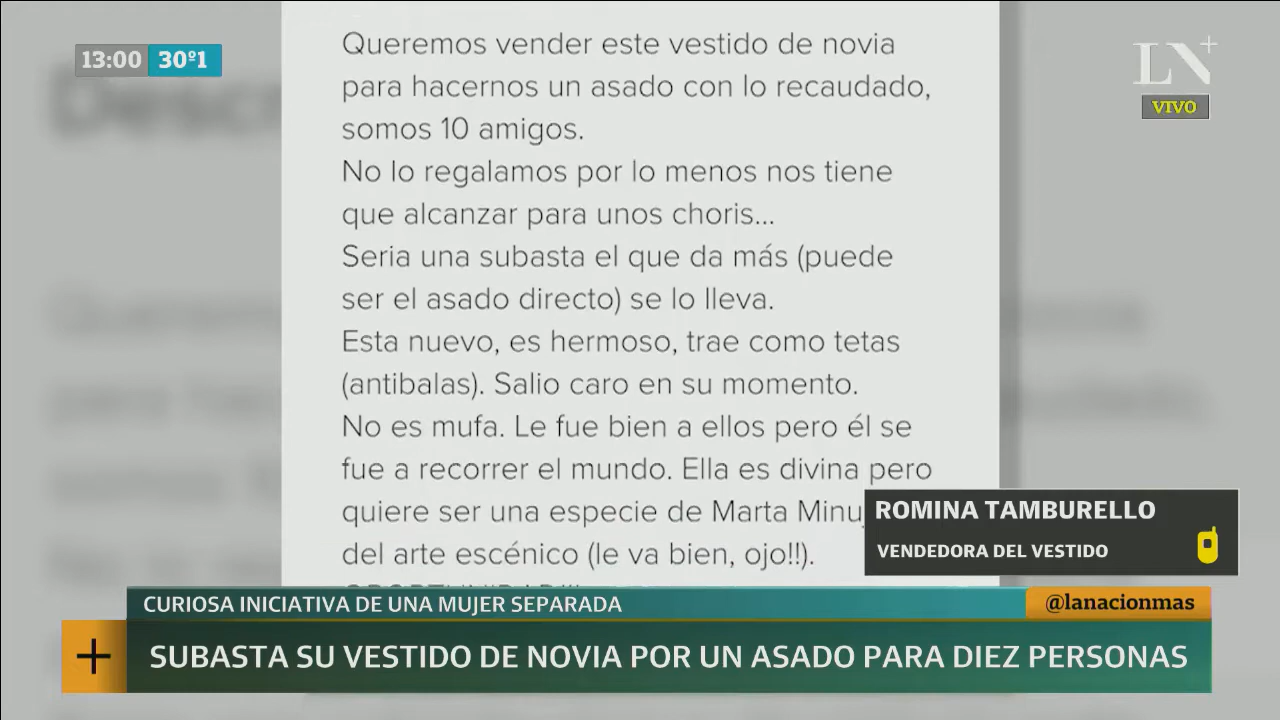 13:00 30º1
LN+
VIVO
Queremos vender este vestido de novia
para hacernos un asado con lo recaudado,
somos 10 amigos.
No lo regalamos por lo menos nos tiene
que alcanzar para unos choris...
Seria una subasta el que da más (puede
ser el asado directo) se lo lleva.
Esta nuevo, es hermoso, trae como tetas
(antibalas). Salio caro en su momento.
No es mufa. Le fue bien a ellos pero él se
fue a recorrer el mundo. Ella es divina pero
quiere ser una especie de Marta Minuj
del arte escénico (le va bien, ojo!!).
ROMINA TAMBURELLO
VENDEDORA DEL VESTIDO
CURIOSA INICIATIVA DE UNA MUJER SEPARADA
@lanacionmas
+ SUBASTA SU VESTIDO DE NOVIA POR UN ASADO PARA DIEZ PERSONAS